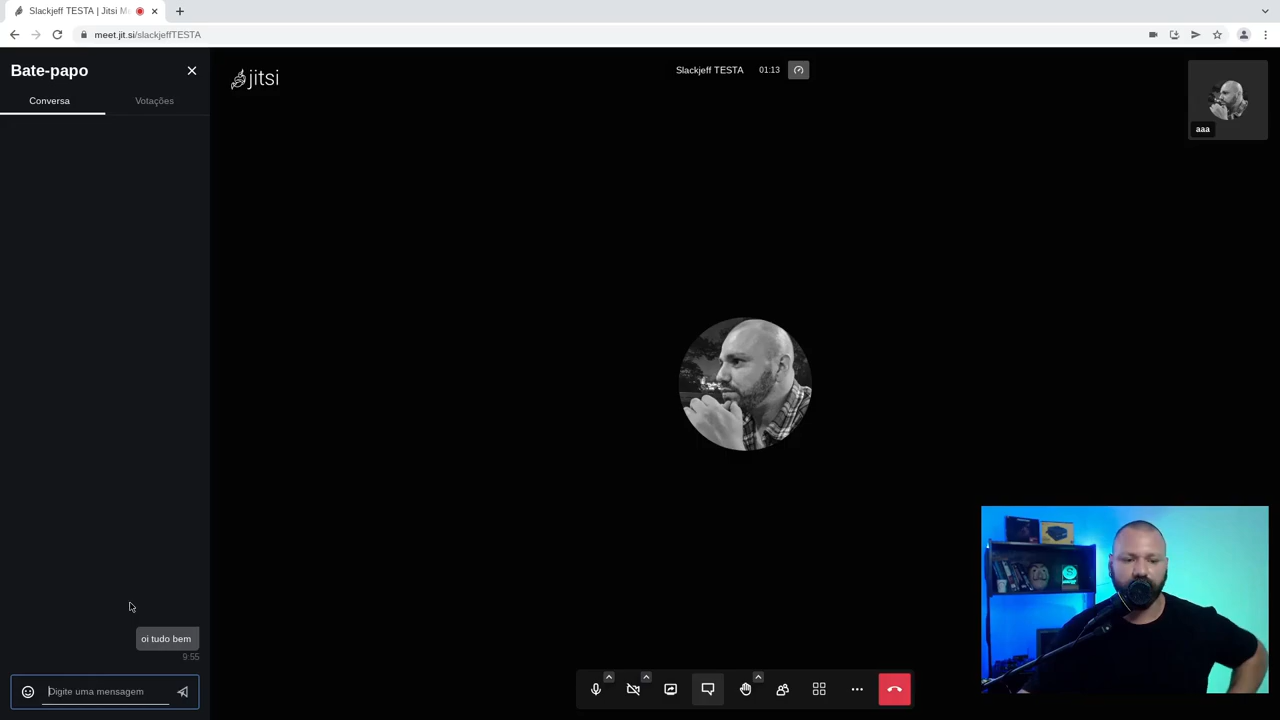 Slackjeff TESTA | Jitsi M
meet.jit.si/slackjeffTESTA
Bate-papo
Conversa
Votações
jitsi
Slackjeff TESTA
01:13
aaa
oi tudo bem
9:55
Digite uma mensagem